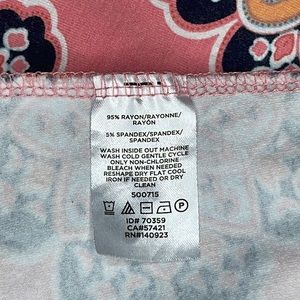 95% RAYON/RAYONNE/
RAYÓN
5% SPANDEX/SPANDEX/
SPANDEX
WASH INSIDE OUT MACHINE
WASH COLD GENTLE CYCLE
ONLY NON-CHLORINE
BLEACH WHEN NEEDED
RESHAPE DRY FLAT COOL
IRON IF NEEDED OR DRY
CLEAN
S00715
ID# 70359
CA#57421
RN#140923